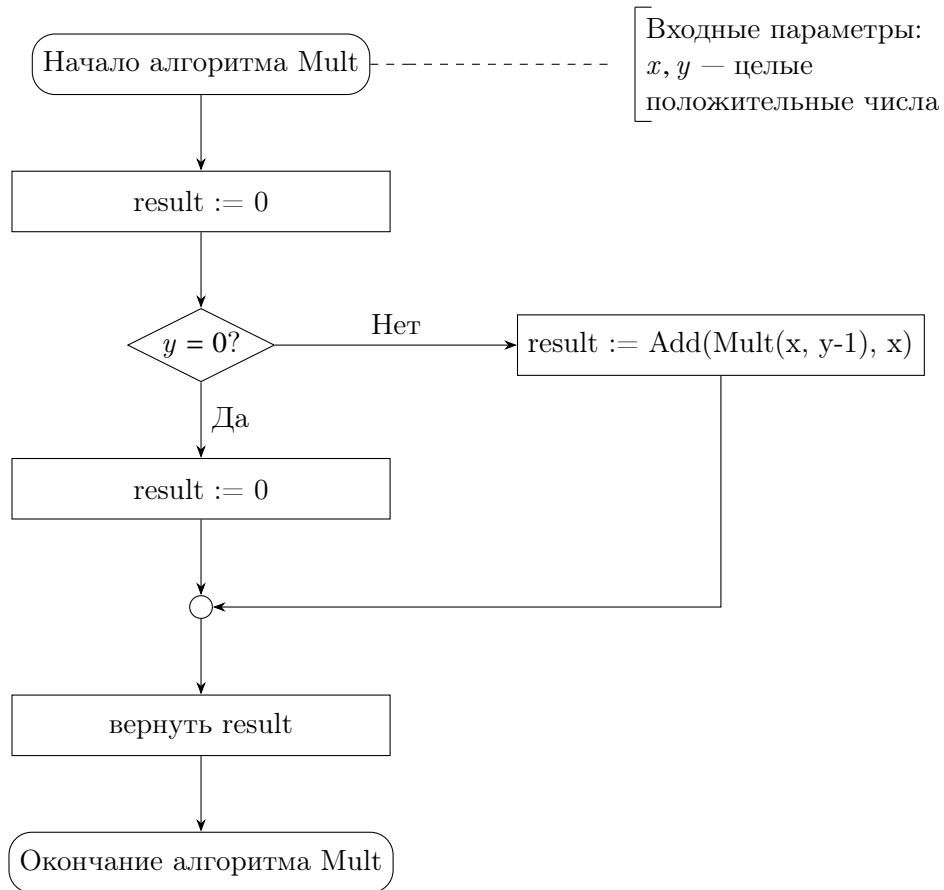 Начало алгоритма Mult
Входные параметры:
x, y — целые
положительные числа
result := 0
y = 0?
Нет
result := Add(Mult(x, y-1), x)
Да
result := 0
вернуть result
Окончание алгоритма Mult